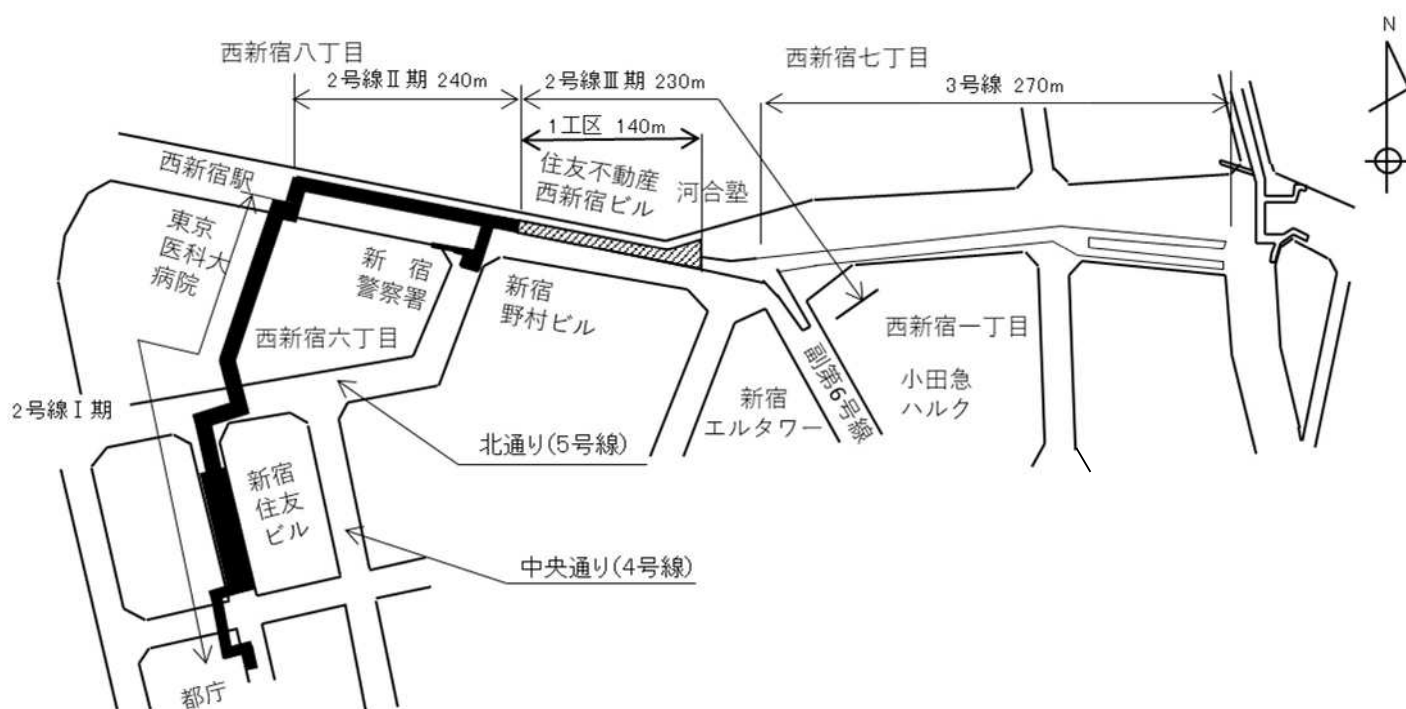 N
西新宿八丁目
西新宿七丁目
2号線Ⅱ期 240m
2号線Ⅲ期 230m
3号線 270m
1工区 140m
西新宿駅
住友不動産
西新宿ビル
河合塾
東京
医科大
病院
新 宿
警察署
新宿
野村ビル
西新宿六丁目
西新宿一丁目
副第6号線
小田急
ハルク
新宿
エルタワー
2号線Ⅰ期
北通り(5号線)
新宿
住友
ビル
中央通り(4号線)
都庁